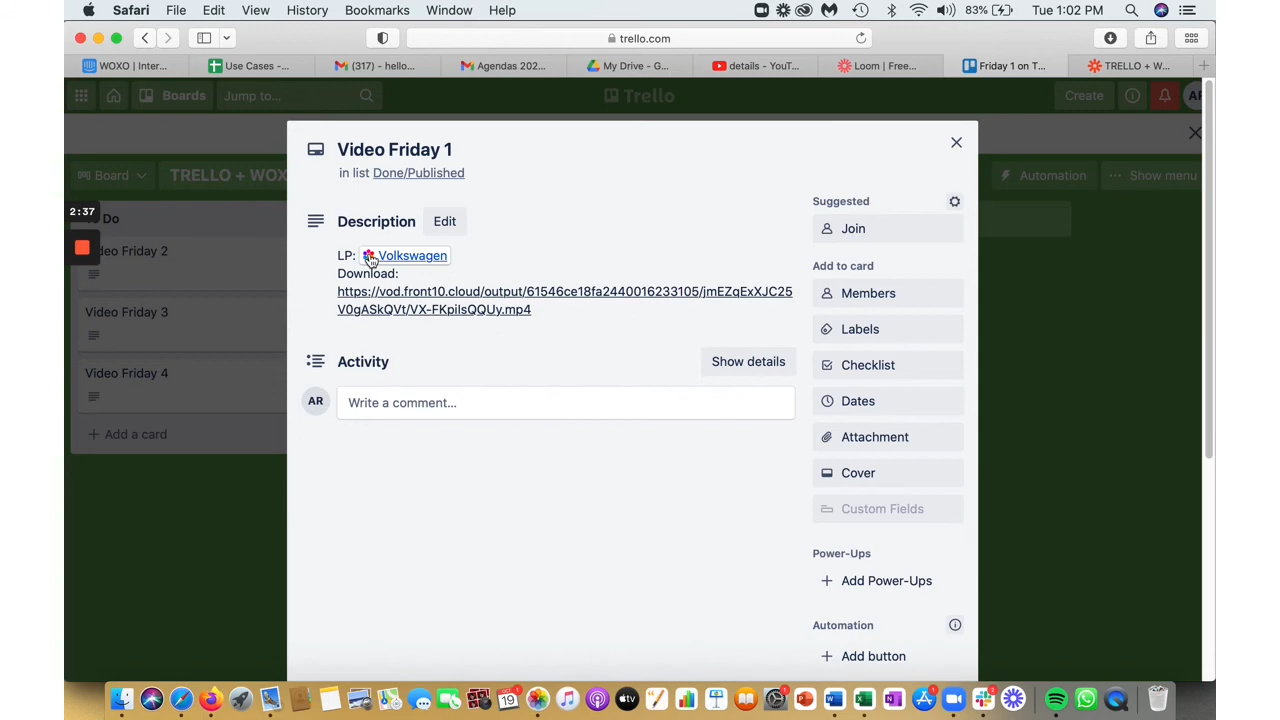 Safari File Edit View History Bookmarks Window Help 83% Tue 1:02 PM
trello.com
WOXO | Inter... Use Cases -... (317) - hello... Agendas 202... My Drive - G... details - YouT... Loom | Free... Friday 1 on T... TRELLO + W...
Boards Jump to... Trello Create AR
Board TRELLO + WOX Automation Show menu
2:37
Do
Video Friday 2
Video Friday 3
Video Friday 4
Add a card
Video Friday 1
in list Done/Published
Description Edit
LP: Volkswagen
Download:
https://vod.front10.cloud/output/61546ce18fa2440016233105/jmEZqExXJC25
V0gASkQVt/VX-FKpiIsQQUy.mp4
Activity Show details
AR Write a comment...
Suggested
Join
Add to card
Members
Labels
Checklist
Dates
Attachment
Cover
Custom Fields
Power-Ups
Add Power-Ups
Automation
Add button
19